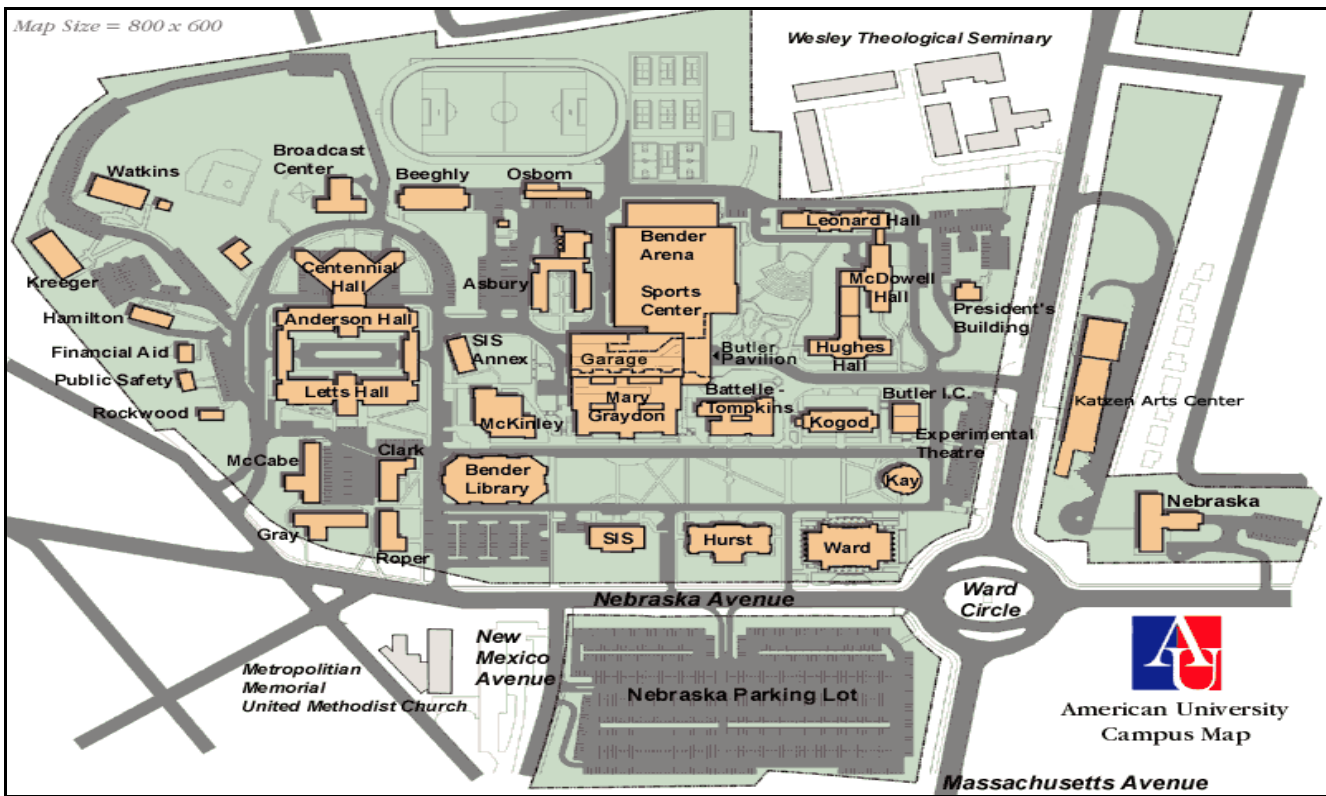 Map Size = 800 x 600
Wesley Theological Seminary
Watkins
Broadcast
Center
Beeghly
Osborn
Leonard Hall
Bender
Arena
Sports
Center
Kreeger
Centennial
Hall
Asbury
McDowell
Hall
President's
Building
Hamilton
Anderson Hall
SIS
Annex
Garage
Butler
Pavilion
Hughes
Hall
Financial Aid
Public Safety
Letts Hall
Rockwood
McKinley
Mary
Graydon
Battelle -
Tompkins
Kogod
Butler I.C.
Experimental
Theatre
Katzen Arts Center
McCabe
Clark
Bender
Library
Kay
Nebraska
Gray
Roper
SIS
Hurst
Ward
Nebraska Avenue
Ward
Circle
New
Mexico
Avenue
Metropolitian
Memorial
United Methodist Church
Nebraska Parking Lot
AU
American University
Campus Map
Massachusetts Avenue